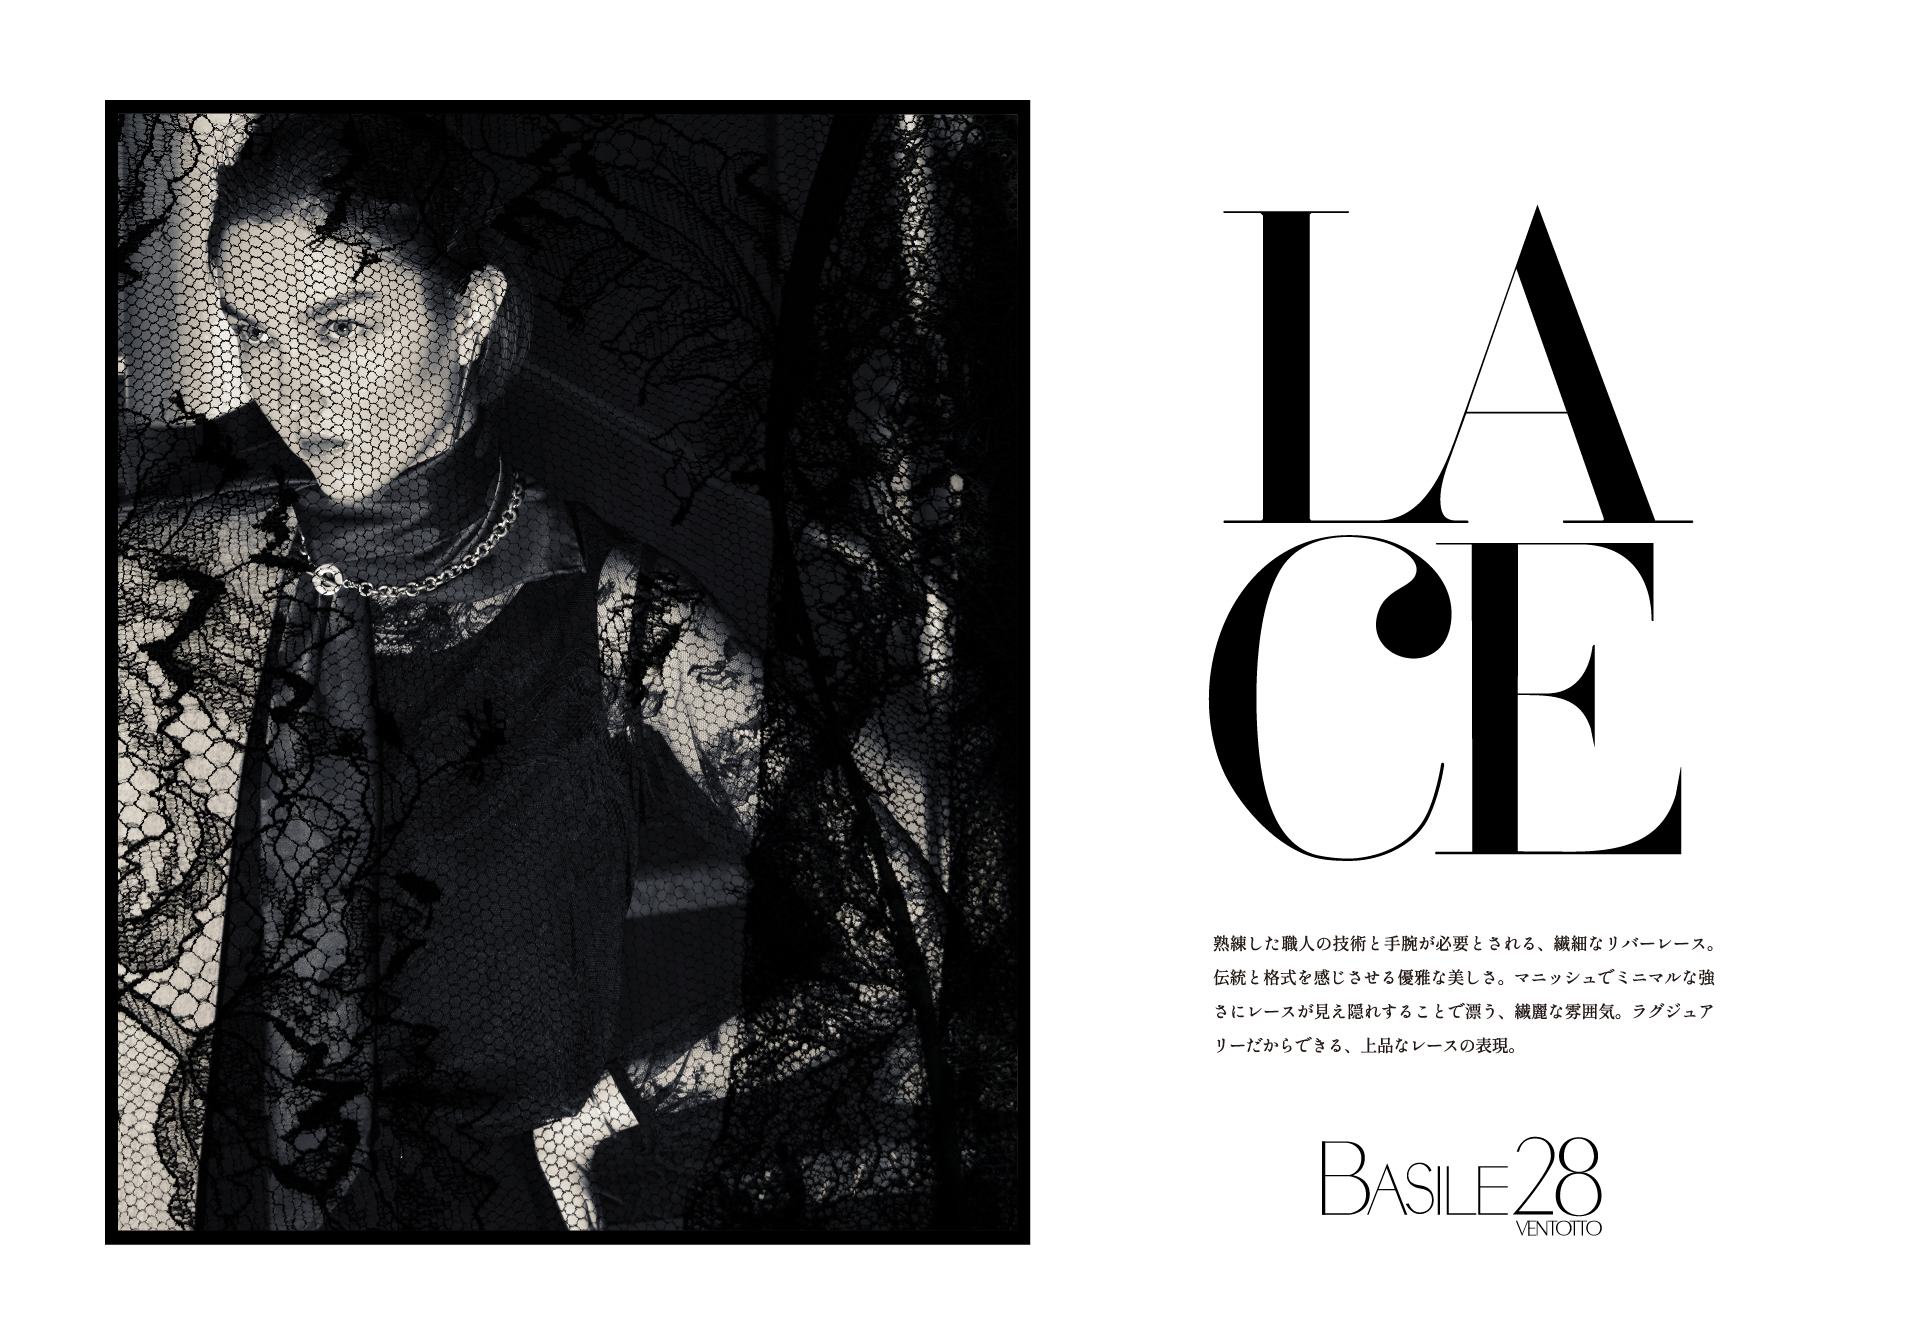 LA
CE
熟練した職人の技術と手腕が必要とされる、繊細なリバーレース。
伝統と格式を感じさせる優雅な美しさ。マニッシュでミニマルな強
さにレースが見え隠れすることで漂う、繊麗な雰囲気。ラグジュア
リーだからできる、上品なレースの表現。
BASILE28
VENTOTTO